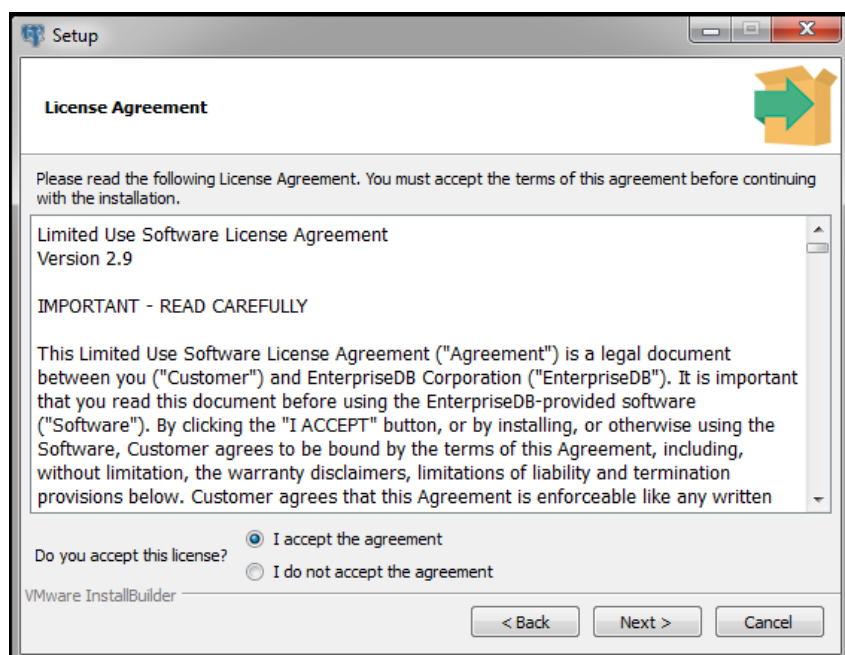 Setup
License Agreement
Please read the following License Agreement. You must accept the terms of this agreement before continuing
with the installation.
Limited Use Software License Agreement
Version 2.9
IMPORTANT - READ CAREFULLY
This Limited Use Software License Agreement ("Agreement") is a legal document
between you ("Customer") and EnterpriseDB Corporation ("EnterpriseDB"). It is important
that you read this document before using the EnterpriseDB-provided software
("Software"). By clicking the "I ACCEPT" button, or by installing, or otherwise using the
Software, Customer agrees to be bound by the terms of this Agreement, including,
without limitation, the warranty disclaimers, limitations of liability and termination
provisions below. Customer agrees that this Agreement is enforceable like any written
Do you accept this license?
I accept the agreement
I do not accept the agreement
VMware InstallBuilder
< Back Next > Cancel